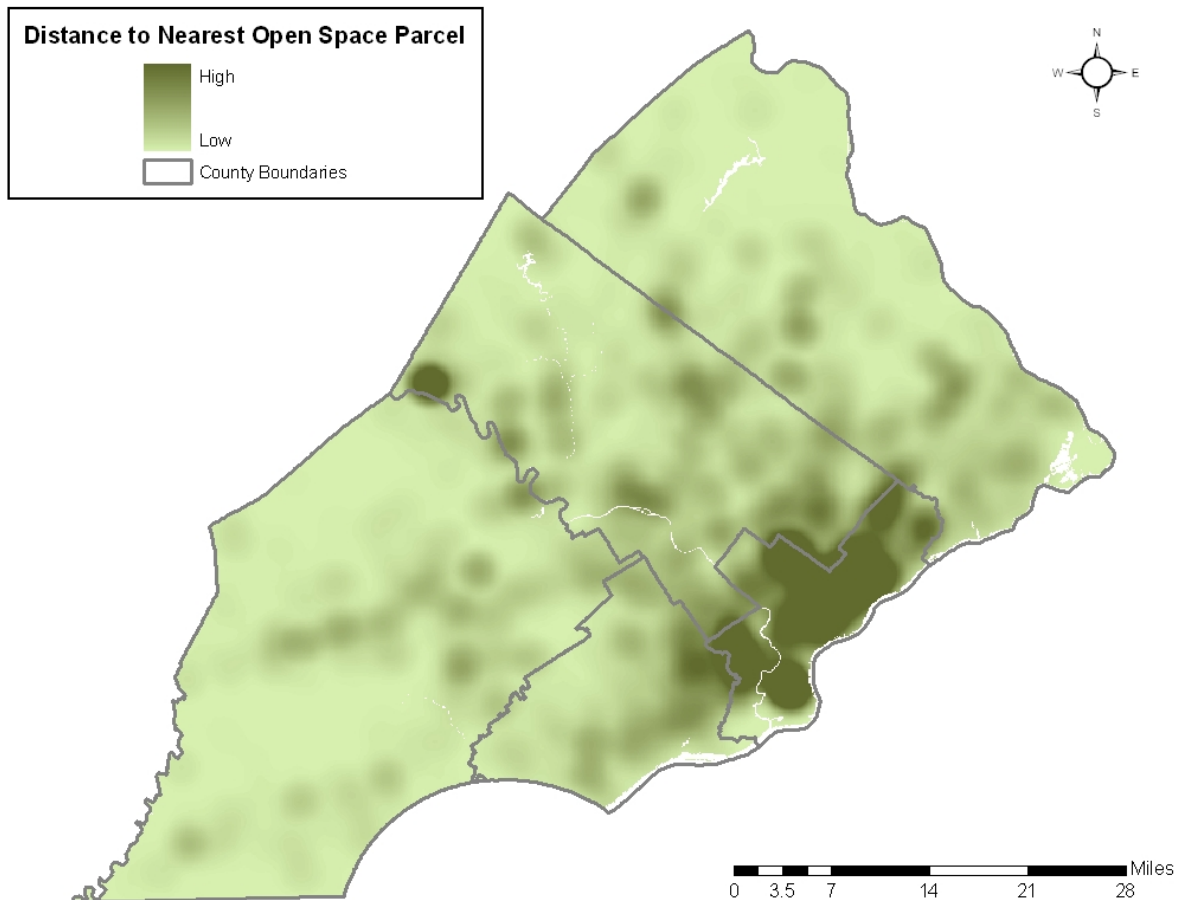 Distance to Nearest Open Space Parcel
High
Low
County Boundaries
N
W E
S
Miles
0 3.5 7 14 21 28